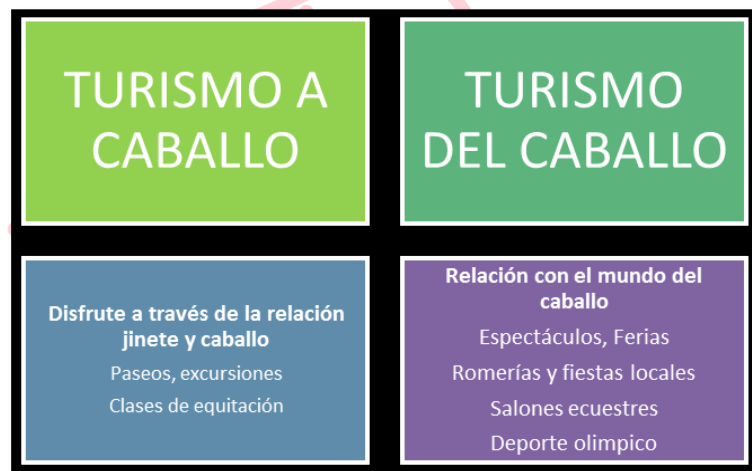 TURISMO A
CABALLO
TURISMO
DEL CABALLO
Disfrute a través de la relación
jinete y caballo
Paseos, excursiones
Clases de equitación
Relación con el mundo del
caballo
Espectáculos, Ferias
Romerías y fiestas locales
Salones ecuestres
Deporte olimpico